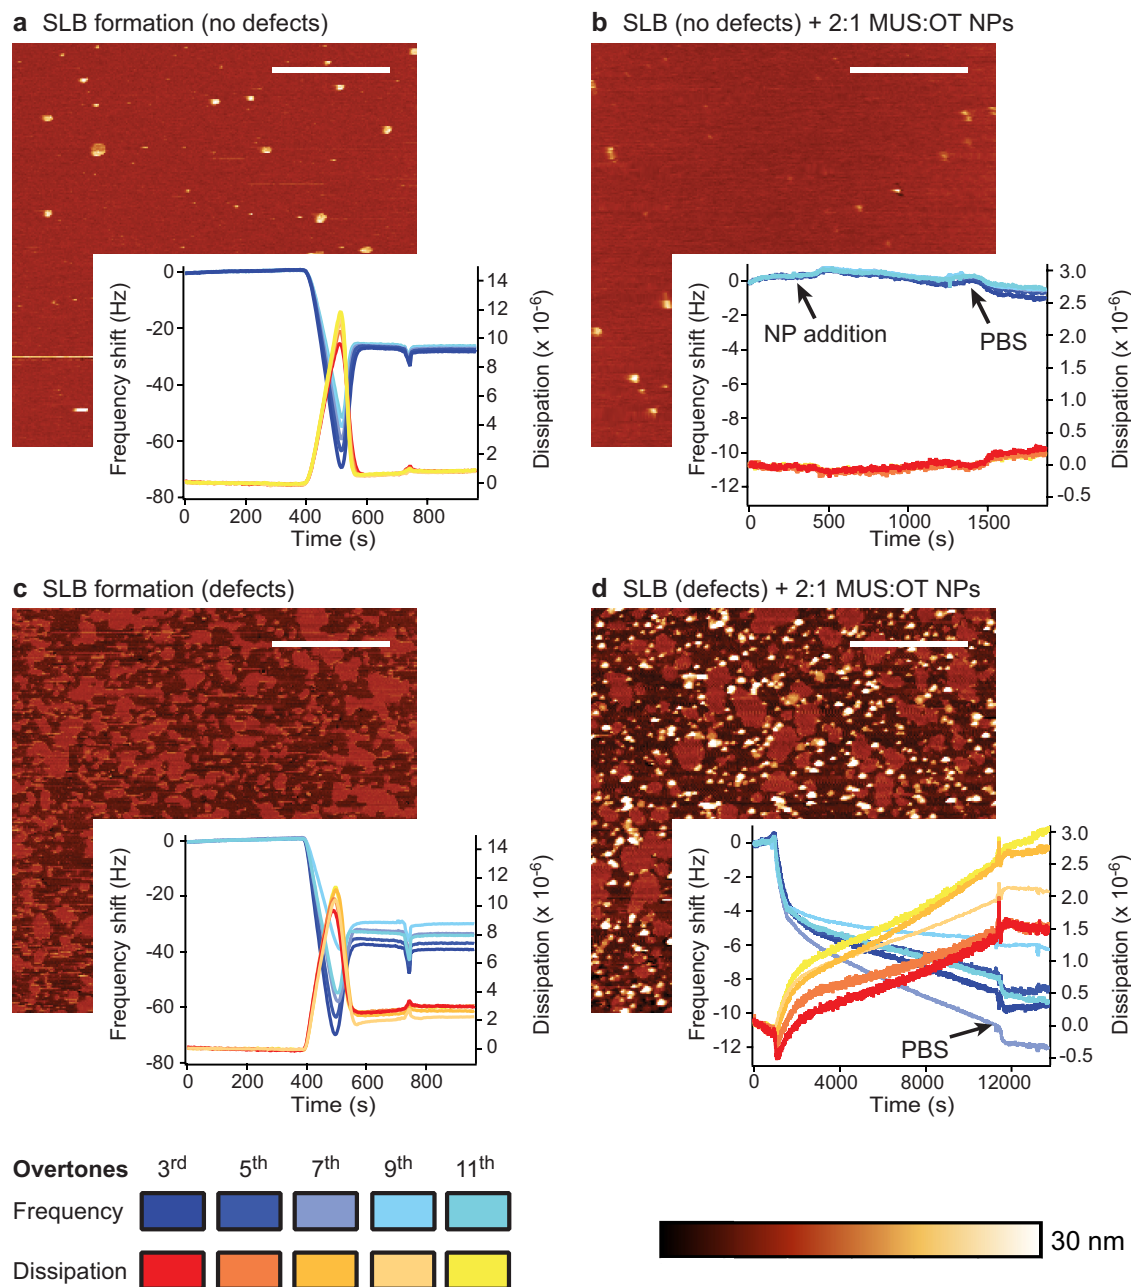 a SLB formation (no defects)
b SLB (no defects) + 2:1 MUS:OT NPs
0
-20
-40
-60
-80
Frequency shift (Hz)
14
12
10
8
6
4
2
0
Dissipation (x 10-6)
0 200 400 600 800
Time (s)
0
-2
-4
-6
-8
-10
-12
Frequency shift (Hz)
NP addition
PBS
3.0
2.5
2.0
1.5
1.0
0.5
0.0
-0.5
Dissipation (x 10-6)
0 500 1000 1500
Time (s)
c SLB formation (defects)
d SLB (defects) + 2:1 MUS:OT NPs
0
-20
-40
-60
-80
Frequency shift (Hz)
14
12
10
8
6
4
2
0
Dissipation (x 10-6)
0 200 400 600 800
Time (s)
0
-2
-4
-6
-8
-10
-12
Frequency shift (Hz)
PBS
3.0
2.5
2.0
1.5
1.0
0.5
0.0
-0.5
Dissipation (x 10-6)
0 4000 8000 12000
Time (s)
Overtones 3rd 5th 7th 9th 11th
Frequency
Dissipation
30 nm